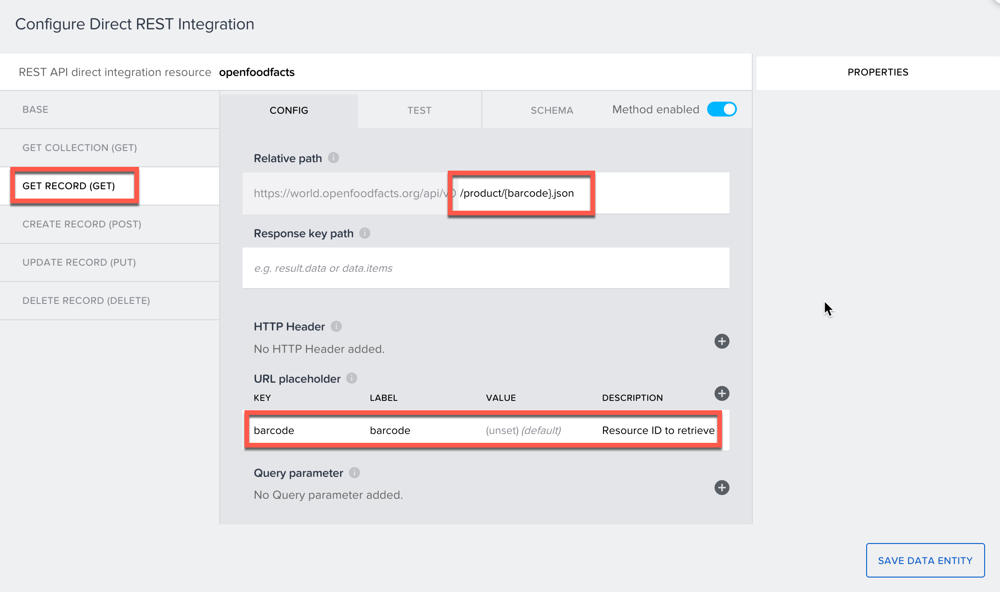 Configure Direct REST Integration
REST API direct integration resource openfoodfacts
PROPERTIES
BASE
GET COLLECTION (GET)
GET RECORD (GET)
CREATE RECORD (POST)
UPDATE RECORD (PUT)
DELETE RECORD (DELETE)
CONFIG
TEST
SCHEMA
Method enabled
Relative path
https://world.openfoodfacts.org/api/v0 /product/{barcode}.json
Response key path
e.g. result.data or data.items
HTTP Header
No HTTP Header added.
URL placeholder
KEY LABEL VALUE DESCRIPTION
barcode barcode (unset) (default) Resource ID to retrieve
Query parameter
No Query parameter added.
SAVE DATA ENTITY